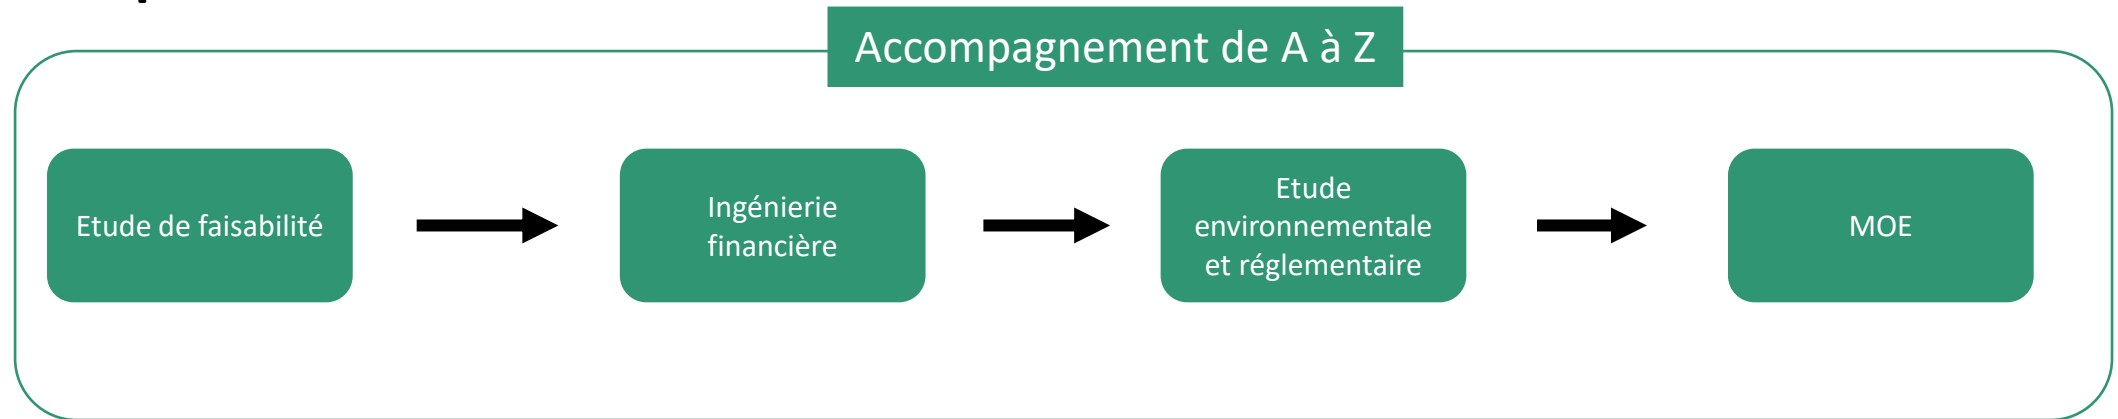 Accompagnement de A à Z
Etude de faisabilité
Ingénierie
financière
Etude
environnementale
et réglementaire
MOE